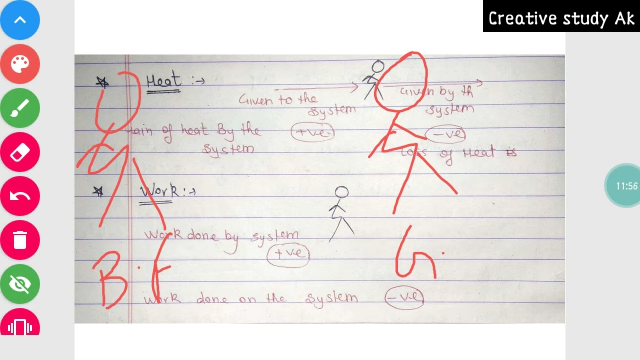 Creative study Ak
* Heat :→
Given to the system
Given by th system
Gain of heat By the system
+ve.
-ve
Loss of Heat is
11:56
* Work :→
Work done by system
+ve
B.F
G.
Work done on the system -ve